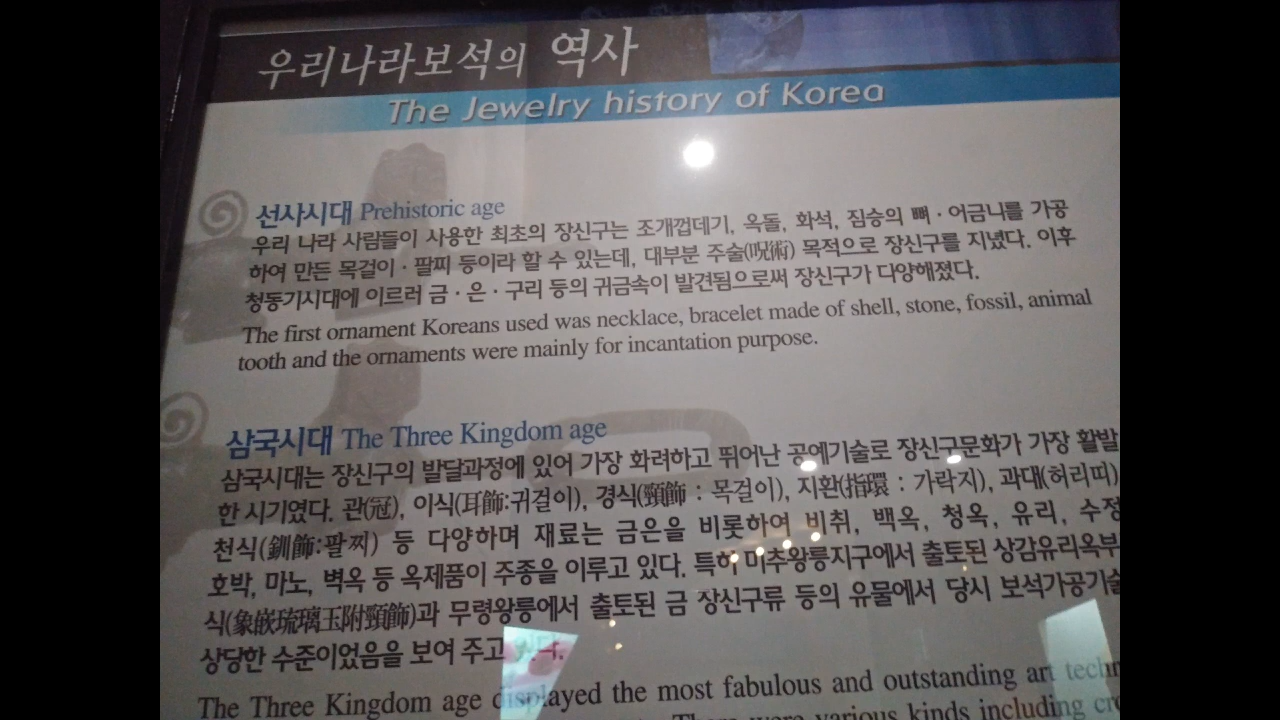 우리나라보석의 역사
The Jewelry history of Korea
선사시대 Prehistoric age
우리 나라 사람들이 사용한 최초의 장신구는 조개껍데기, 옥돌, 화석, 짐승의 뼈·어금니를 가공
하여 만든 목걸이·팔찌 등이라 할 수 있는데, 대부분 주술(呪術) 목적으로 장신구를 지녔다. 이후
청동기시대에 이르러 금·은·구리 등의 귀금속이 발견됨으로써 장신구가 다양해졌다.
The first ornament Koreans used was necklace, bracelet made of shell, stone, fossil, animal
tooth and the ornaments were mainly for incantation purpose.
삼국시대 The Three Kingdom age
삼국시대는 장신구의 발달과정에 있어 가장 화려하고 뛰어난 공예기술로 장신구문화가 가장 활발
한 시기였다. 관(冠), 이식(耳飾:귀걸이), 경식(頸飾 : 목걸이), 지환(指環 : 가락지), 과대(허리띠)
천식(釧飾:팔찌) 등 다양하며 재료는 금은을 비롯하여 비취, 백옥, 청옥, 유리, 수정
호박, 마노, 벽옥 등 옥제품이 주종을 이루고 있다. 특히 미추왕릉지구에서 출토된 상감유리옥부
식(象嵌琉璃玉附頸飾)과 무령왕릉에서 출토된 금 장신구류 등의 유물에서 당시 보석가공기술
상당한 수준이었음을 보여 주고 있다.
The Three Kingdom age displayed the most fabulous and outstanding art
There were various kinds including